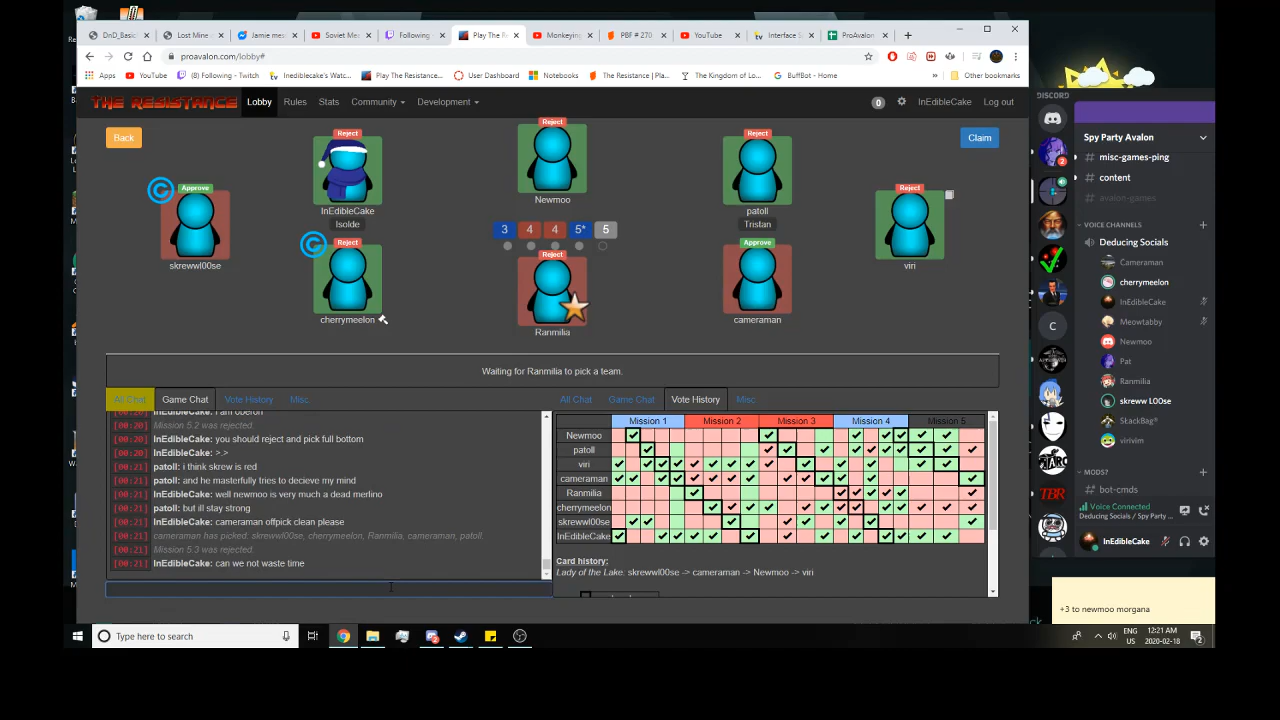 DnD_Basic
Lost Mine
Jamie mes
Soviet Me
Following
Play The Re
Monkeying
PBF # 270
YouTube
Interface S
ProAvalon
proavalon.com/lobby#
Apps
YouTube
(8) Following - Twitch
Inediblecake's Watc...
Play The Resistance...
User Dashboard
Notebooks
The Resistance | Pla...
The Kingdom of Lo...
BuffBot - Home
Other bookmarks
THE RESISTANCE
Lobby
Rules
Stats
Community
Development
0
InEdibleCake
Log out
Back
Claim
Approve
skrewwl00se
Reject
InEdibleCake
Isolde
Reject
cherrymeelon
Reject
Newmoo
3 4 4 5* 5
Reject
Ranmilia
Reject
patoll
Tristan
Approve
cameraman
Reject
viri
Waiting for Ranmilia to pick a team.
All Chat
Game Chat
Vote History
Misc
[00:20] InEdibleCake: i am oberon
Mission 5.2 was rejected.
[00:20] InEdibleCake: you should reject and pick full bottom
[00:20] InEdibleCake: >.>
[00:21] patoll: i think skrew is red
[00:21] patoll: and he masterfully tries to decieve my mind
[00:21] InEdibleCake: well newmoo is very much a dead merlino
[00:21] patoll: but ill stay strong
[00:21] InEdibleCake: cameraman offpick clean please
[00:21] cameraman has picked: skrewwl00se, cherrymeelon, Ranmilia, cameraman, patoll.
[00:21] Mission 5.3 was rejected.
[00:21] InEdibleCake: can we not waste time
All Chat
Game Chat
Vote History
Misc
Mission 1 Mission 2 Mission 3 Mission 4 Mission 5
Newmoo
patoll
viri
cameraman
Ranmilia
cherrymeelon
skrewwl00se
InEdibleCake
Card history
Lady of the Lake: skrewwl00se -> cameraman -> Newmoo -> viri
DISCORD
Spy Party Avalon
# misc-games-ping
# content
# avalon-games
VOICE CHANNELS
Deducing Socials
Cameraman
cherrymeelon
InEdibleCake
Meowtabby
Newmoo
Pat
Ranmilia
skreww L00se
StackBag®
virivim
MODS?
# bot-cmds
Voice Connected
Deducing Socials / Spy Party ...
InEdibleCake
+3 to newmoo morgana
Type here to search
ENG
US
12:21 AM
2020-02-18
2